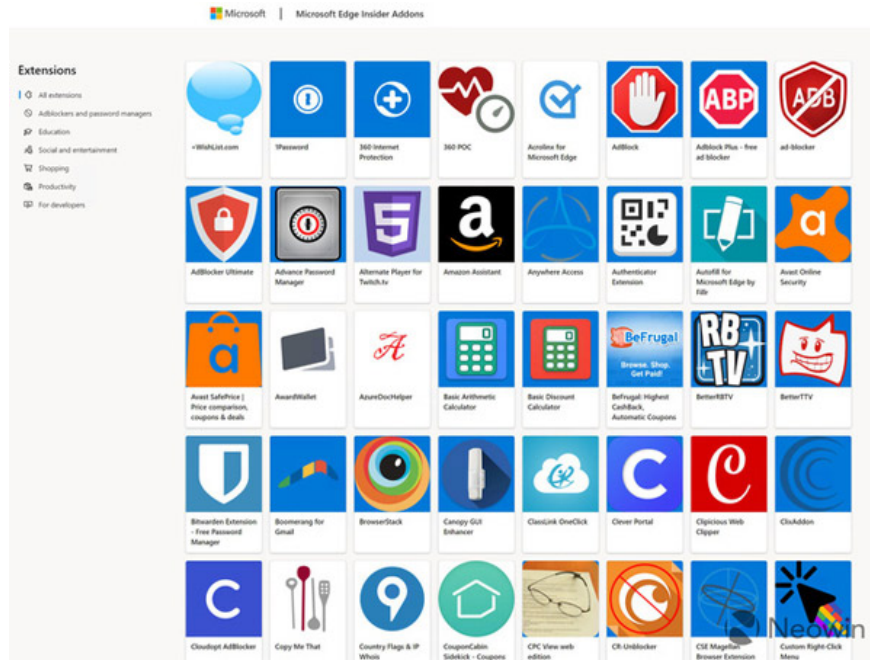 Microsoft | Microsoft Edge Insider Addons
Extensions
All extensions
Adblockers and password managers
Education
Social and entertainment
Shopping
Productivity
For developers
+WishList.com
1Password
360 Internet
Protection
360 POC
Acrolinx for
Microsoft Edge
AdBlock
ABP
Adblock Plus - free
ad blocker
ADB
ad-blocker
AdBlocker Ultimate
Advance Password
Manager
5
Alternate Player for
Twitch.tv
a
Amazon Assistant
Anywhere Access
Authenticator
Extension
Autofill for
Microsoft Edge by
Fillr
a
Avast Online
Security
a
Avast SafePrice |
Price comparison,
coupons & deals
AwardWallet
A
AzureDocHelper
0
Basic Arithmetic
Calculator
0
Basic Discount
Calculator
BeFrugal
Browse. Shop.
Get Paid!
BeFrugal: Highest
CashBack,
Automatic Coupons
RB
TV
BetterRBTV
BetterTTV
Bitwarden Extension
- Free Password
Manager
Boomerang for
Gmail
BrowserStack
Canopy GUI
Enhancer
ClassLink OneClick
C
Clever Portal
C
Clipicious Web
Clipper
ClixAddon
C
Cloudopt AdBlocker
Copy Me That
Country Flags & IP
Whois
CouponCabin
Sidekick - Coupons
CPC View web
edition
CR-Unblocker
CSE Magellan
Browser Extension
Custom Right-Click
Menu
Neowin